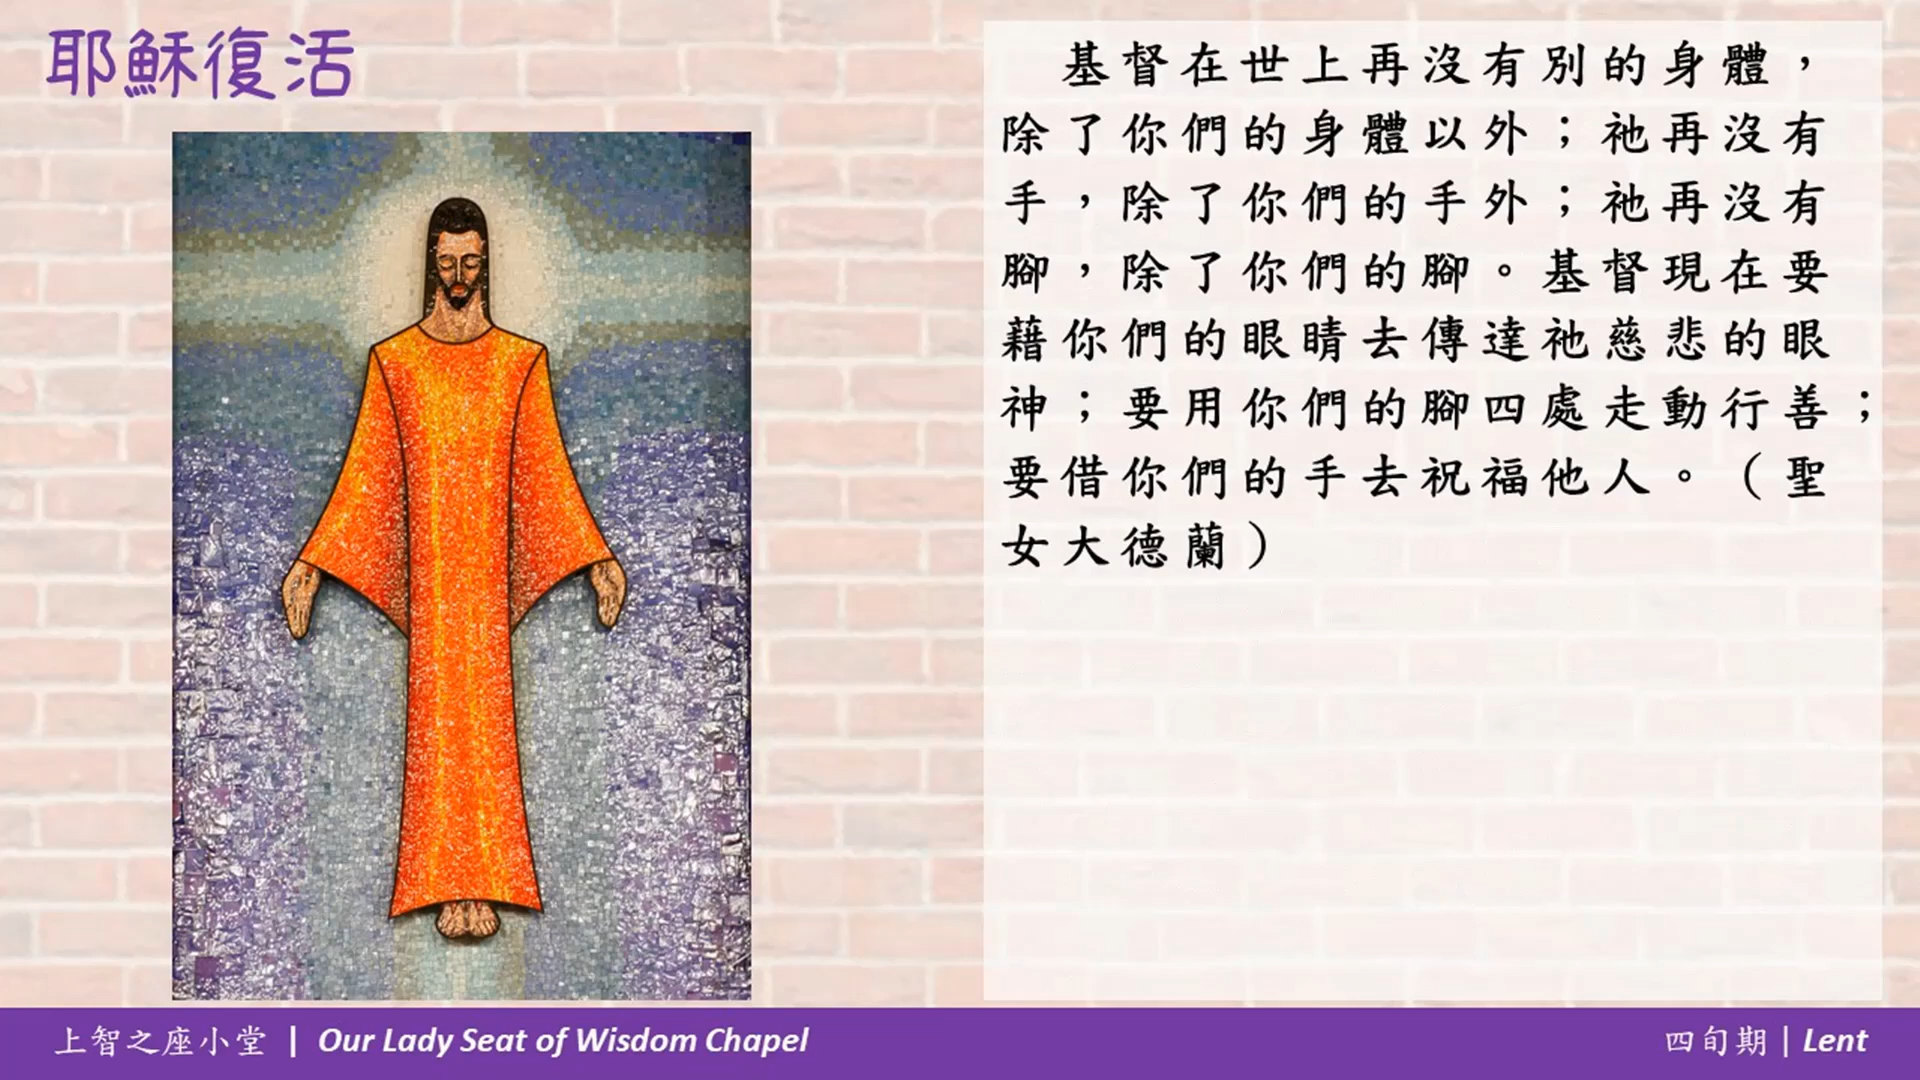 耶穌復活
基督在世上再沒有別的身體，
除了你們的身體以外；祂再沒有
手，除了你們的手外；祂再沒有
腳，除了你們的腳。基督現在要
藉你們的眼睛去傳達祂慈悲的眼
神；要用你們的腳四處走動行善；
要借你們的手去祝福他人。（聖
女大德蘭）
上智之座小堂 | Our Lady Seat of Wisdom Chapel
四旬期 | Lent